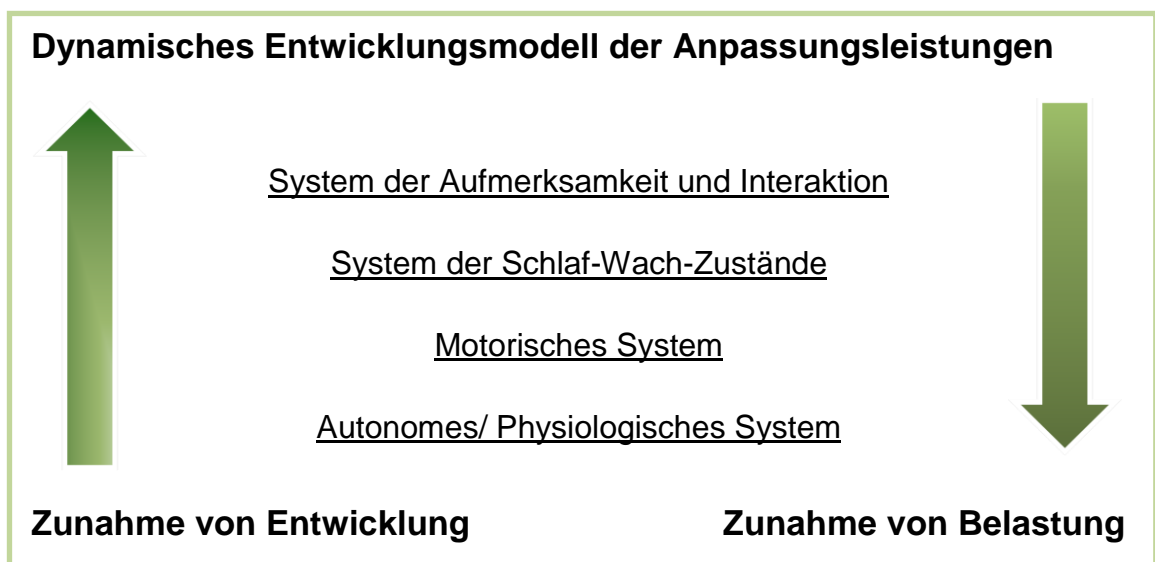 Dynamisches Entwicklungsmodell der Anpassungsleistungen
System der Aufmerksamkeit und Interaktion
System der Schlaf-Wach-Zustände
Motorisches System
Autonomes/ Physiologisches System
Zunahme von Entwicklung Zunahme von Belastung